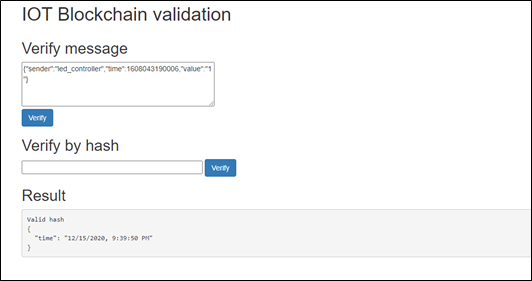 IOT Blockchain validation
Verify message
{"sender":"led_controller","time":1608043190006,"value":"1
"}
Verify
Verify by hash
Verify
Result
Valid hash
{
"time": "12/15/2020, 9:39:50 PM"
}